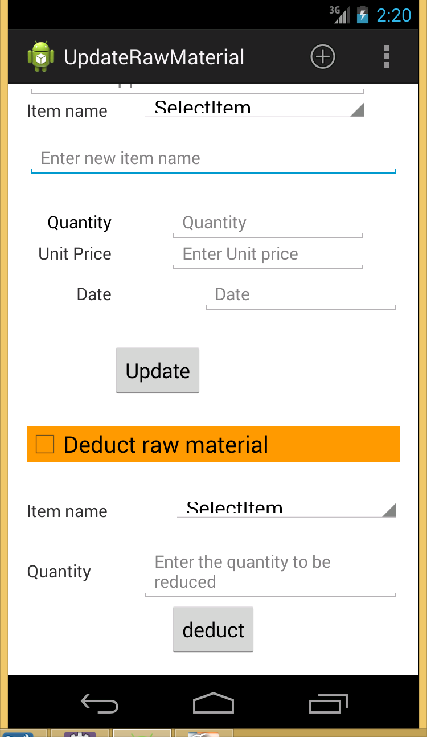 3G 2:20
UpdateRawMaterial
Item name SelectItem
Enter new item name
Quantity Quantity
Unit Price Enter Unit price
Date Date
Update
Deduct raw material
Item name SelectItem
Quantity Enter the quantity to be
reduced
deduct